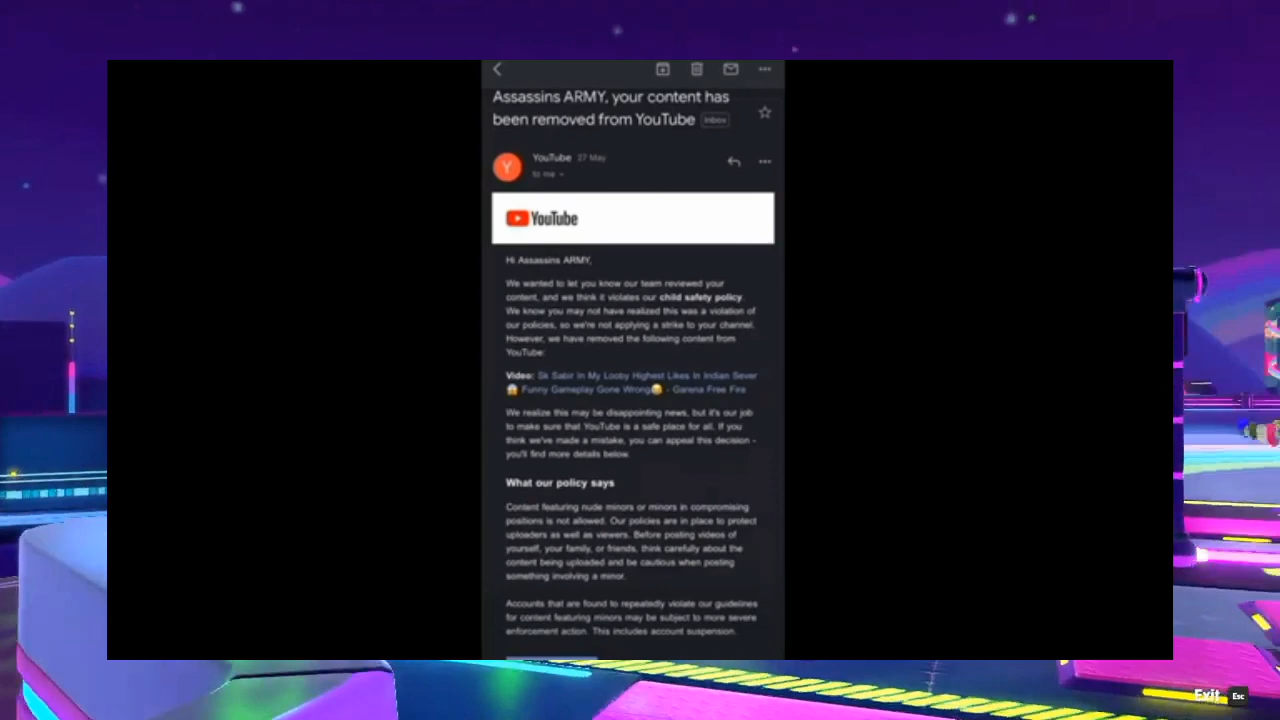 Assassins ARMY, your content has
been removed from YouTube Inbox
YouTube 27 May
to me
Y
YouTube
Hi Assassins ARMY,
We wanted to let you know our team reviewed your
content, and we think it violates our child safety policy.
We know you may not have realized this was a violation of
our policies, so we're not applying a strike to your channel.
However, we have removed the following content from
YouTube:
Video: Sk Sabir In My Looby Highest Likes In Indian Sever
😱 Funny Gameplay Gone Wrong😂 - Garena Free Fire
We realize this may be disappointing news, but it's our job
to make sure that YouTube is a safe place for all. If you
think we've made a mistake, you can appeal this decision -
you'll find more details below.
What our policy says
Content featuring nude minors or minors in compromising
positions is not allowed. Our policies are in place to protect
uploaders as well as viewers. Before posting videos of
yourself, your family, or friends, think carefully about the
content being uploaded and be cautious when posting
something involving a minor.
Accounts that are found to repeatedly violate our guidelines
for content featuring minors may be subject to more severe
enforcement action. This includes account suspension.
Exit Esc